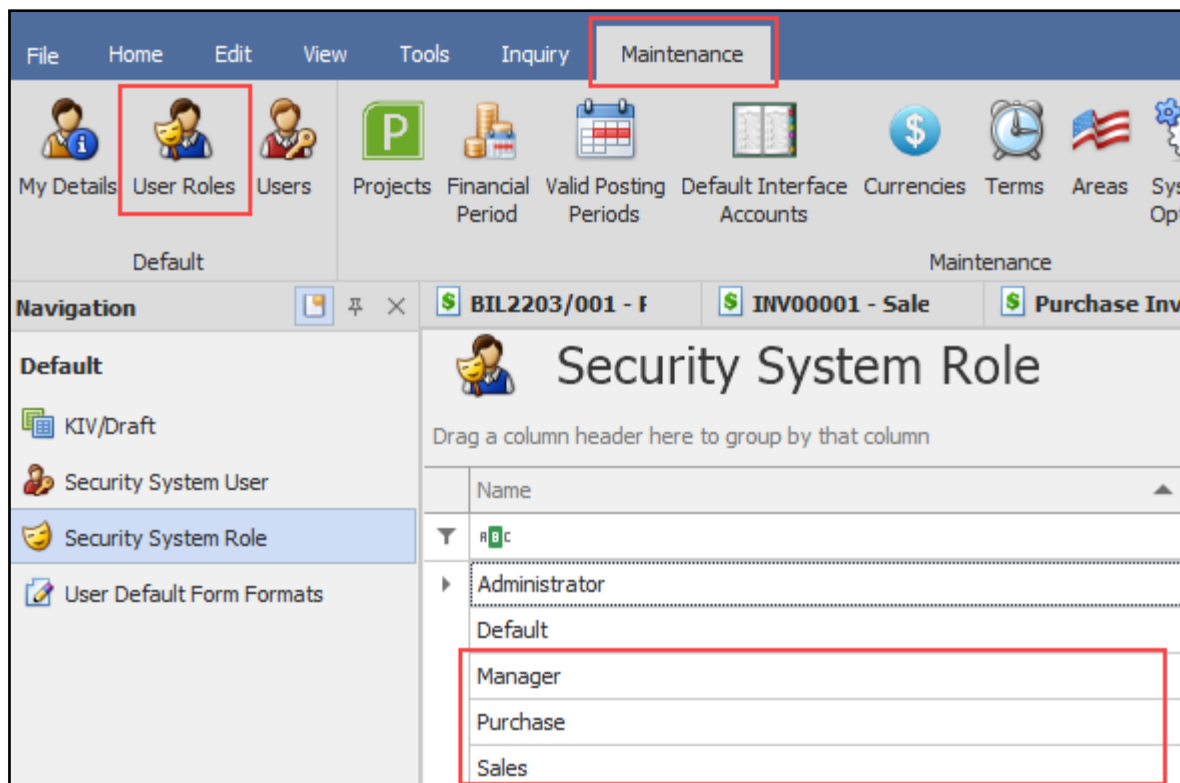 File Home Edit View Tools Inquiry Maintenance
My Details User Roles Users Projects Financial Valid Posting Default Interface Currencies Terms Areas
Period Periods Accounts
Default Maintenance
Navigation
BIL2203/001 - INV00001 - Sale Purchase
Default
KIV/Draft
Security System User
Security System Role
User Default Form Formats
Security System Role
Drag a column header here to group by that column
Name
ABC
Administrator
Default
Manager
Purchase
Sales